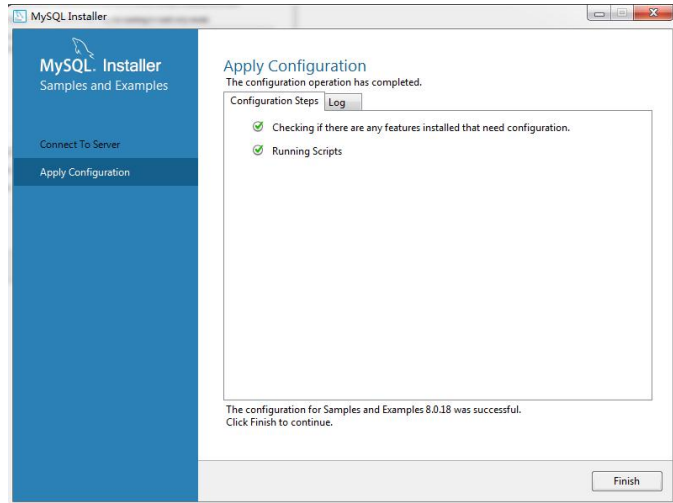 MySQL Installer
MySQL. Installer
Samples and Examples
Connect To Server
Apply Configuration
Apply Configuration
The configuration operation has completed.
Configuration Steps
Log
Checking if there are any features installed that need configuration.
Running Scripts
The configuration for Samples and Examples 8.0.18 was successful.
Click Finish to continue.
Finish